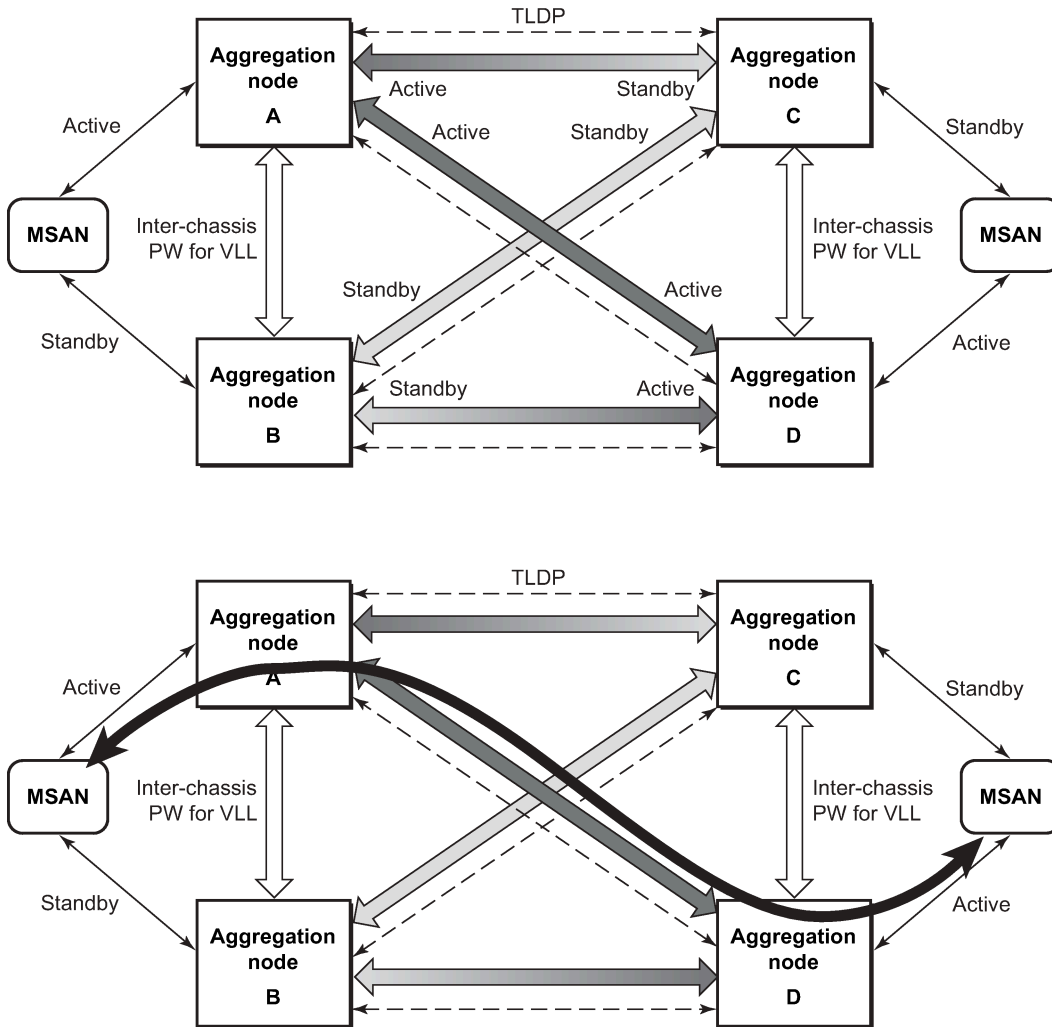 TLDP
Aggregation
node
A
Aggregation
node
C
Active
Standby
Active
Standby
Active
Standby
MSAN
Inter-chassis
PW for VLL
Inter-chassis
PW for VLL
MSAN
Standby
Active
Standby
Active
Aggregation
node
B
Standby
Active
Aggregation
node
D
TLDP
Aggregation
node
A
Aggregation
node
C
Active
Standby
MSAN
Inter-chassis
PW for VLL
Inter-chassis
PW for VLL
MSAN
Standby
Active
Aggregation
node
B
Aggregation
node
D